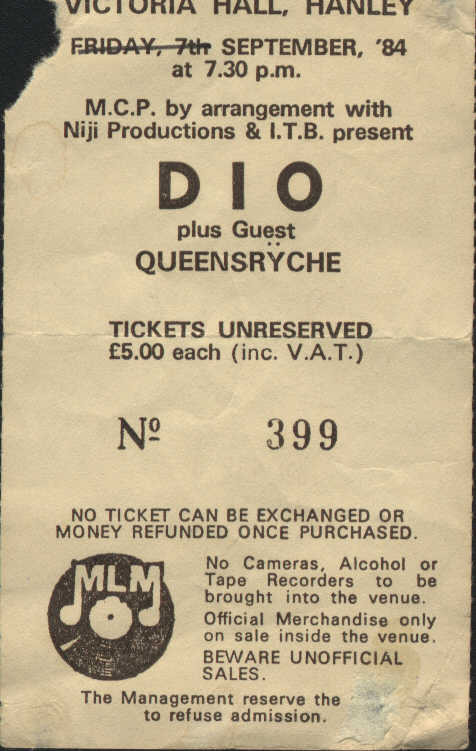 VICTORIA HALL, HANLEY
FRIDAY, 7th SEPTEMBER, '84
at 7.30 p.m.
M.C.P. by arrangement with
Niji Productions & I.T.B. present
DIO
plus Guest
QUEENSRŸCHE
TICKETS UNRESERVED
£5.00 each (inc. V.A.T.)
Nº 399
NO TICKET CAN BE EXCHANGED OR
MONEY REFUNDED ONCE PURCHASED.
MLM
No Cameras, Alcohol or
Tape Recorders to be
brought into the venue.
Official Merchandise only
on sale inside the venue.
BEWARE UNOFFICIAL
SALES.
The Management reserve the
to refuse admission.